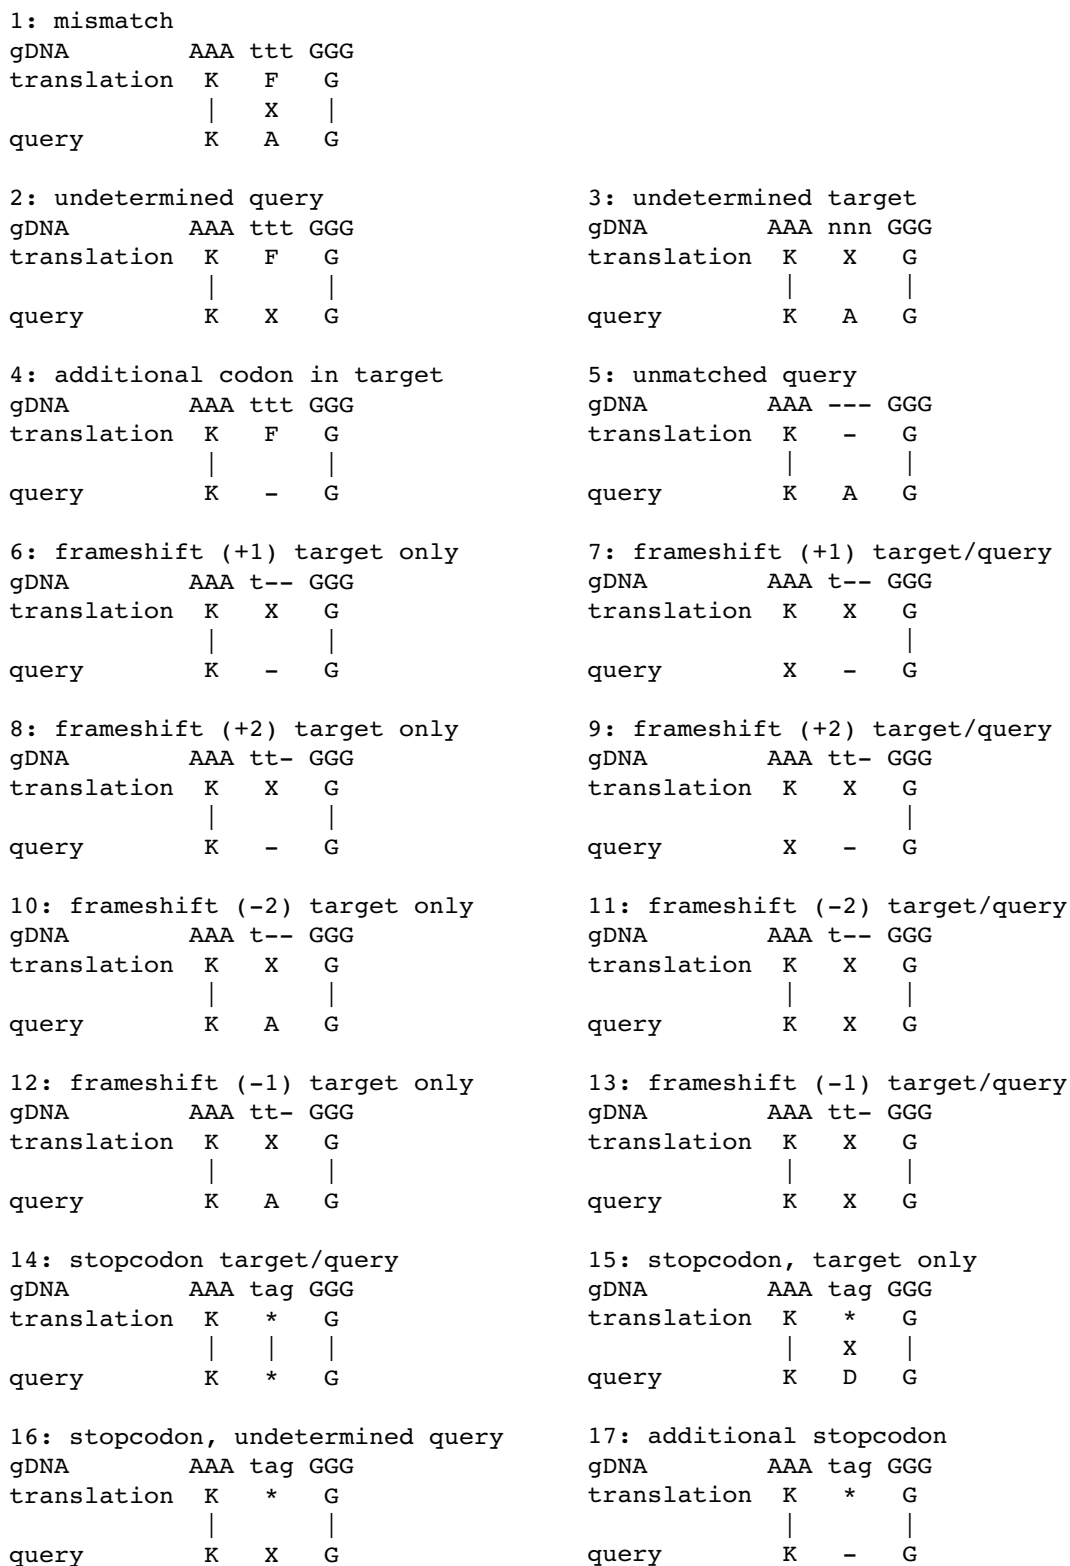 1: mismatch
gDNA AAA ttt GGG
translation K F G
| X |
query K A G
2: undetermined query
gDNA AAA ttt GGG
translation K F G
| |
query K X G
3: undetermined target
gDNA AAA nnn GGG
translation K X G
| |
query K A G
4: additional codon in target
gDNA AAA ttt GGG
translation K F G
| |
query K - G
5: unmatched query
gDNA AAA --- GGG
translation K - G
| |
query K A G
6: frameshift (+1) target only
gDNA AAA t-- GGG
translation K X G
| |
query K - G
7: frameshift (+1) target/query
gDNA AAA t-- GGG
translation K X G
|
query X - G
8: frameshift (+2) target only
gDNA AAA tt- GGG
translation K X G
| |
query K - G
9: frameshift (+2) target/query
gDNA AAA tt- GGG
translation K X G
|
query X - G
10: frameshift (-2) target only
gDNA AAA t-- GGG
translation K X G
| |
query K A G
11: frameshift (-2) target/query
gDNA AAA t-- GGG
translation K X G
| |
query K X G
12: frameshift (-1) target only
gDNA AAA tt- GGG
translation K X G
| |
query K A G
13: frameshift (-1) target/query
gDNA AAA tt- GGG
translation K X G
| |
query K X G
14: stopcodon target/query
gDNA AAA tag GGG
translation K * G
| | |
query K * G
15: stopcodon, target only
gDNA AAA tag GGG
translation K * G
| X |
query K D G
16: stopcodon, undetermined query
gDNA AAA tag GGG
translation K * G
| |
query K X G
17: additional stopcodon
gDNA AAA tag GGG
translation K * G
| |
query K - G